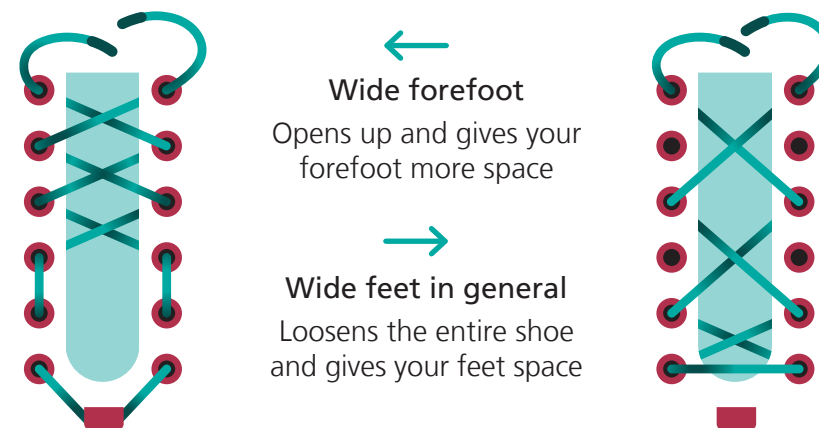 Wide forefoot
Opens up and gives your
forefoot more space
Wide feet in general
Loosens the entire shoe
and gives your feet space